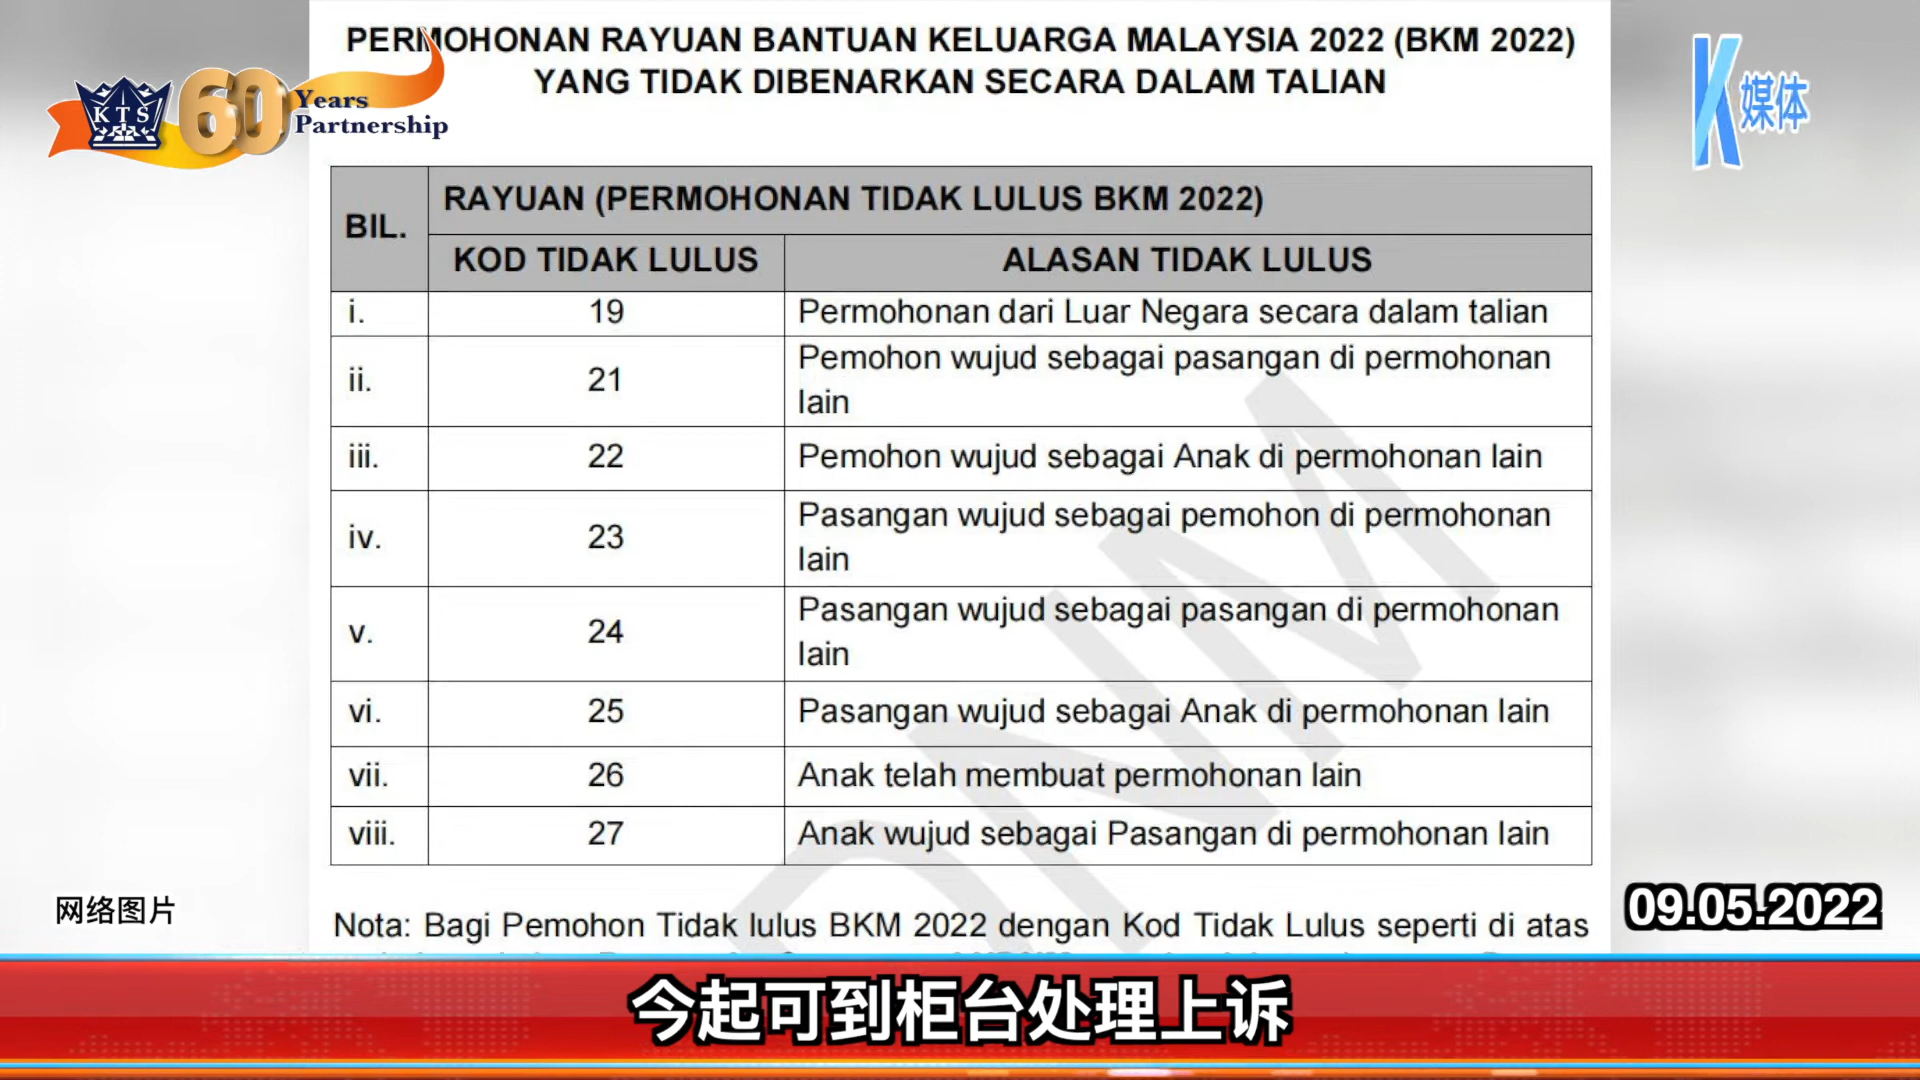 PERMOHONAN RAYUAN BANTUAN KELUARGA MALAYSIA 2022 (BKM 2022)
YANG TIDAK DIBENARKAN SECARA DALAM TALIAN
KTS 60 Years
Partnership
K媒体
BIL. RAYUAN (PERMOHONAN TIDAK LULUS BKM 2022)
KOD TIDAK LULUS ALASAN TIDAK LULUS
i. 19 Permohonan dari Luar Negara secara dalam talian
ii. 21 Pemohon wujud sebagai pasangan di permohonan
lain
iii. 22 Pemohon wujud sebagai Anak di permohonan lain
iv. 23 Pasangan wujud sebagai pemohon di permohonan
lain
v. 24 Pasangan wujud sebagai pasangan di permohonan
lain
vi. 25 Pasangan wujud sebagai Anak di permohonan lain
vii. 26 Anak telah membuat permohonan lain
viii. 27 Anak wujud sebagai Pasangan di permohonan lain
网络图片
09.05.2022
Nota: Bagi Pemohon Tidak lulus BKM 2022 dengan Kod Tidak Lulus seperti di atas
今起可到柜台处理上诉